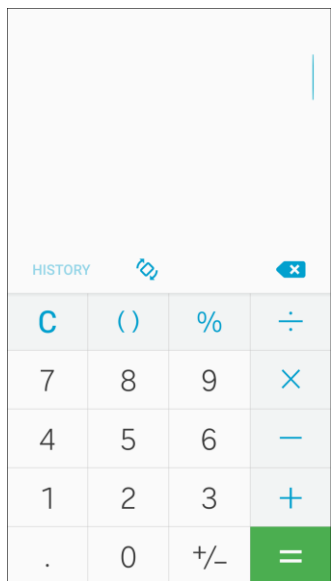 HISTORY
C ( ) % ÷
7 8 9 ×
4 5 6 −
1 2 3 +
. 0 +/− =